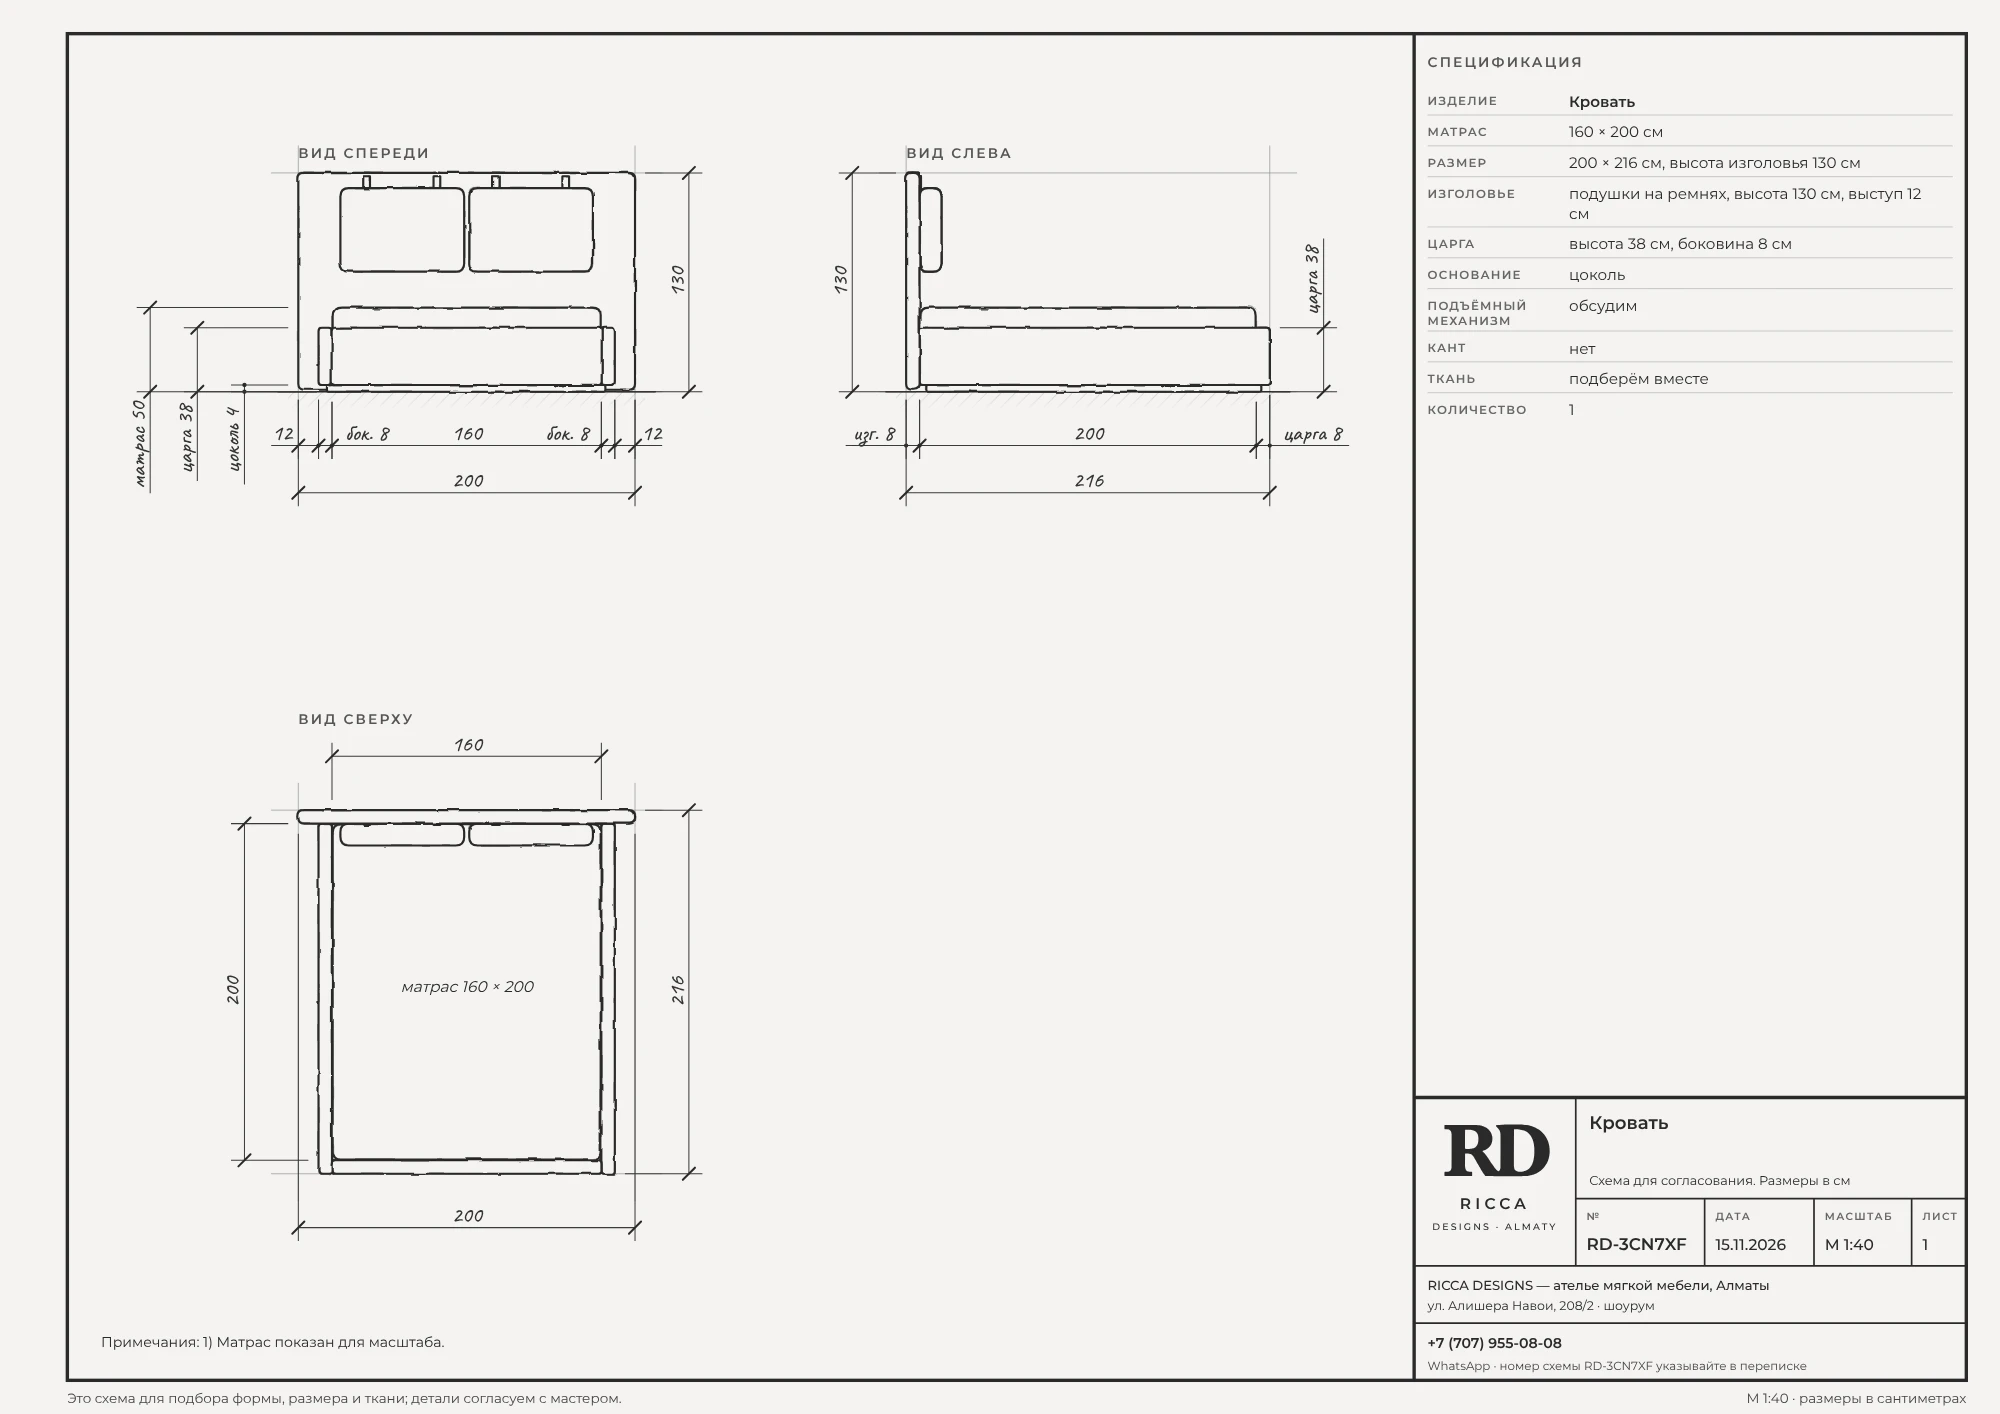 ВИД СПЕРЕДИ
130
матрас 50
царга 38
цоколь 4
12
бок. 8
160
бок. 8
12
200
ВИД СЛЕВА
130
царга 38
изг. 8
200
царга 8
216
ВИД СВЕРХУ
160
200
матрас 160 × 200
216
200
Примечания: 1) Матрас показан для масштаба.
СПЕЦИФИКАЦИЯ
ИЗДЕЛИЕ Кровать
МАТРАС 160 × 200 см
РАЗМЕР 200 × 216 см, высота изголовья 130 см
ИЗГОЛОВЬЕ подушки на ремнях, высота 130 см, выступ 12
см
ЦАРГА высота 38 см, боковина 8 см
ОСНОВАНИЕ цоколь
ПОДЪЁМНЫЙ обсудим
МЕХАНИЗМ
КАНТ нет
ТКАНЬ подберём вместе
КОЛИЧЕСТВО 1
RD
RICCA
DESIGNS · ALMATY
Кровать
Схема для согласования. Размеры в см
№ ДАТА МАСШТАБ ЛИСТ
RD-3CN7XF 15.11.2026 М 1:40 1
RICCA DESIGNS — ателье мягкой мебели, Алматы
ул. Алишера Навои, 208/2 · шоурум
+7 (707) 955-08-08
WhatsApp · номер схемы RD-3CN7XF указывайте в переписке
Это схема для подбора формы, размера и ткани; детали согласуем с мастером.
М 1:40 · размеры в сантиметрах